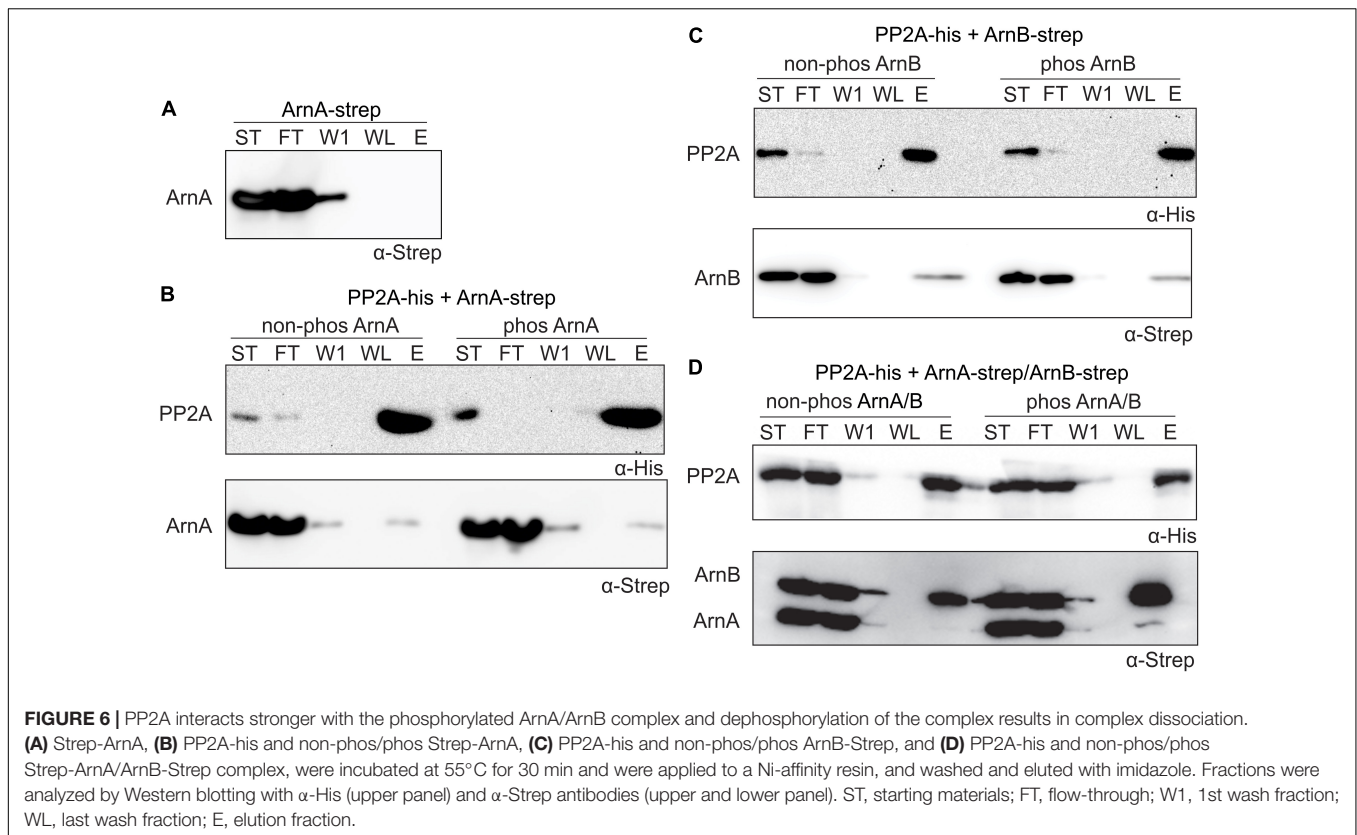 A
ArnA-strep
ST FT W1 WL E
ArnA
α-Strep
B
PP2A-his + ArnA-strep
non-phos ArnA phos ArnA
ST FT W1 WL E ST FT W1 WL E
PP2A
α-His
ArnA
α-Strep
C
PP2A-his + ArnB-strep
non-phos ArnB phos ArnB
ST FT W1 WL E ST FT W1 WL E
PP2A
α-His
ArnB
α-Strep
D
PP2A-his + ArnA-strep/ArnB-strep
non-phos ArnA/B phos ArnA/B
ST FT W1 WL E ST FT W1 WL E
PP2A
α-His
ArnB
ArnA
α-Strep
FIGURE 6 | PP2A interacts stronger with the phosphorylated ArnA/ArnB complex and dephosphorylation of the complex results in complex dissociation.
(A) Strep-ArnA, (B) PP2A-his and non-phos/phos Strep-ArnA, (C) PP2A-his and non-phos/phos ArnB-Strep, and (D) PP2A-his and non-phos/phos
Strep-ArnA/ArnB-Strep complex, were incubated at 55°C for 30 min and were applied to a Ni-affinity resin, and washed and eluted with imidazole. Fractions were
analyzed by Western blotting with α-His (upper panel) and α-Strep antibodies (upper and lower panel). ST, starting materials; FT, flow-through; W1, 1st wash fraction;
WL, last wash fraction; E, elution fraction.